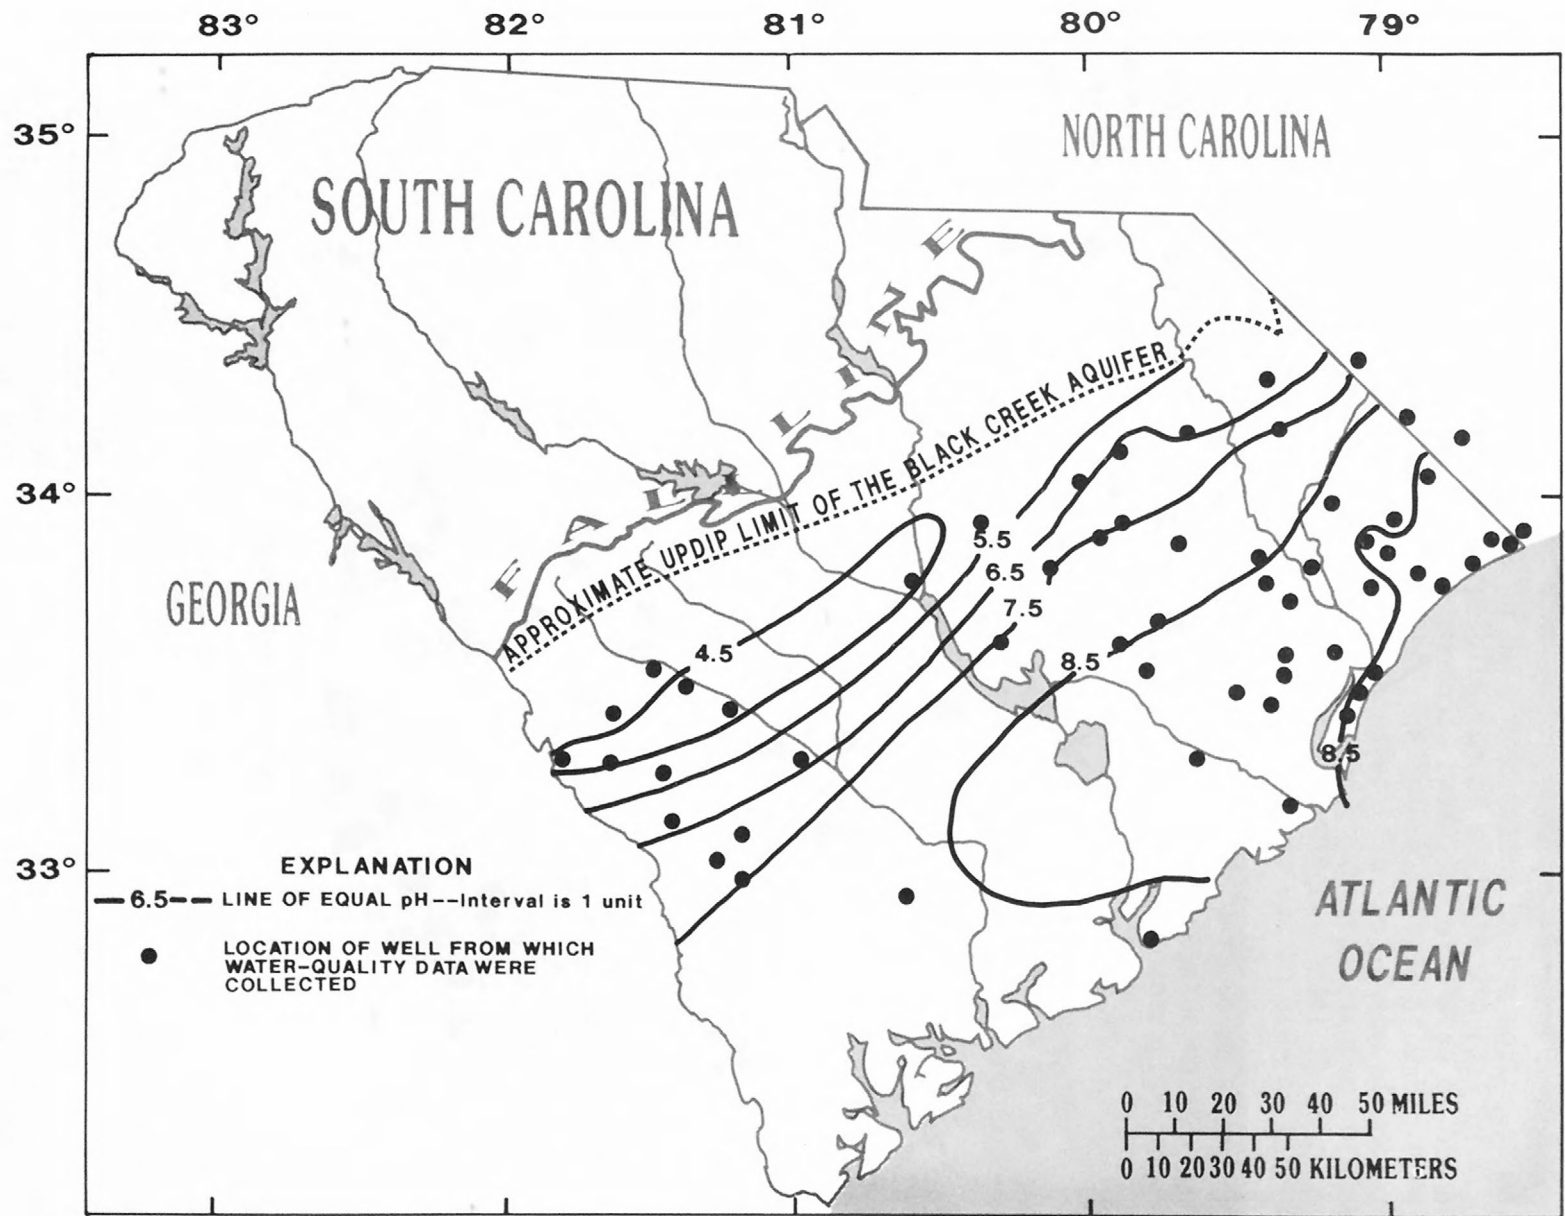 83° 82° 81° 80° 79°
35°
NORTH CAROLINA
SOUTH CAROLINA
FALL LINE
APPROXIMATE UPDIP LIMIT OF THE BLACK CREEK AQUIFER
34°
5.5
6.5
GEORGIA
7.5
4.5
8.5
8.5
33°
EXPLANATION
6.5 LINE OF EQUAL pH--Interval is 1 unit
LOCATION OF WELL FROM WHICH
WATER-QUALITY DATA WERE
COLLECTED
ATLANTIC
OCEAN
0 10 20 30 40 50 MILES
0 10 20 30 40 50 KILOMETERS